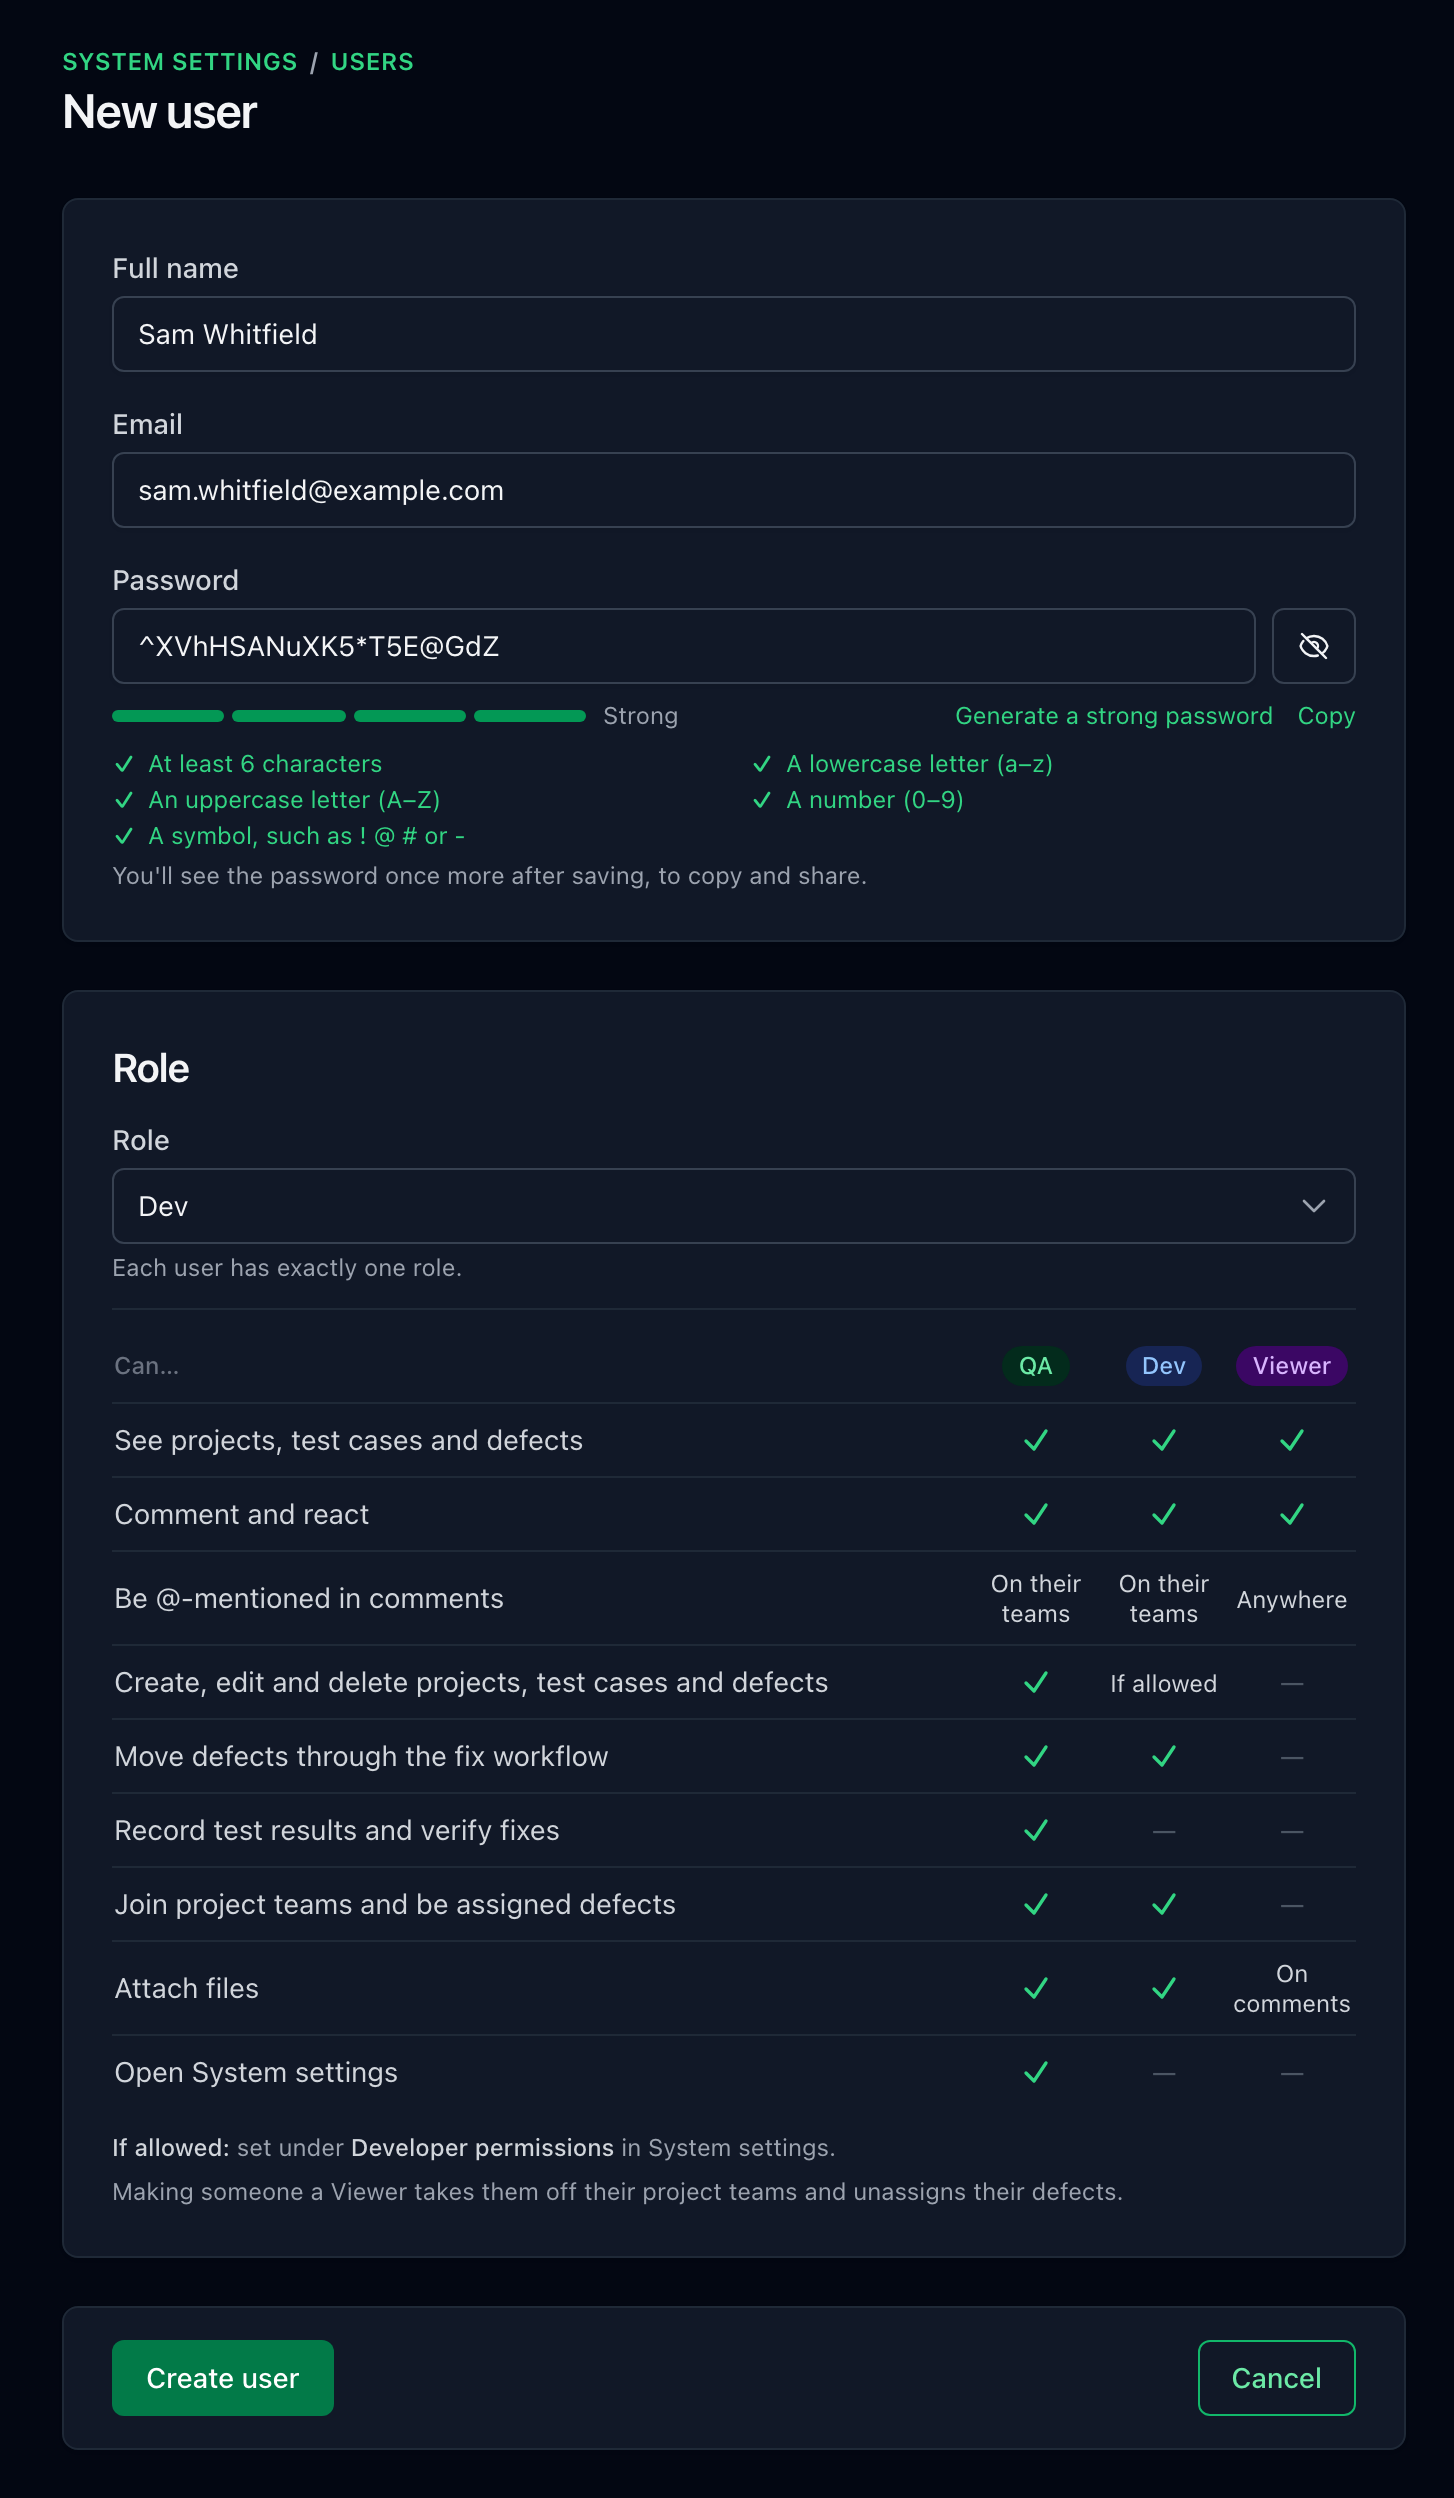 SYSTEM SETTINGS / USERS
New user
Full name
Sam Whitfield
Email
sam.whitfield@example.com
Password
^XVhHSANuXK5*T5E@GdZ
Strong Generate a strong password Copy
At least 6 characters
A lowercase letter (a–z)
An uppercase letter (A–Z)
A number (0–9)
A symbol, such as ! @ # or -
You'll see the password once more after saving, to copy and share.
Role
Role
Dev
Each user has exactly one role.
Can... QA Dev Viewer
See projects, test cases and defects ✓ ✓ ✓
Comment and react ✓ ✓ ✓
Be @-mentioned in comments On their teams On their teams Anywhere
Create, edit and delete projects, test cases and defects ✓ If allowed —
Move defects through the fix workflow ✓ ✓ —
Record test results and verify fixes ✓ — —
Join project teams and be assigned defects ✓ ✓ —
Attach files ✓ ✓ On comments
Open System settings ✓ — —
If allowed: set under Developer permissions in System settings.
Making someone a Viewer takes them off their project teams and unassigns their defects.
Create user Cancel